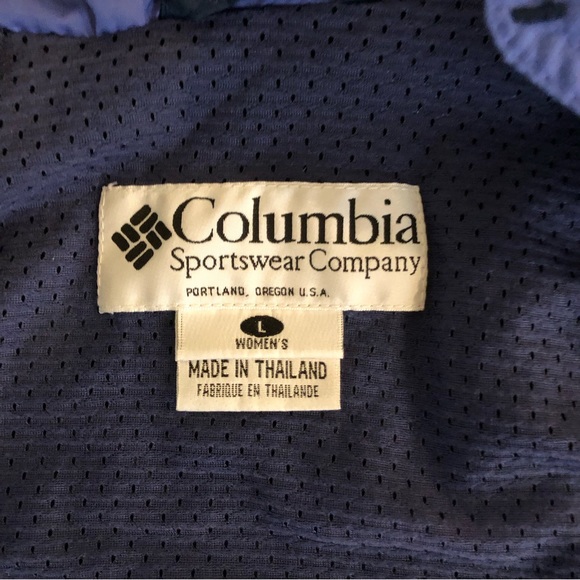 Columbia
Sportswear Company
PORTLAND, OREGON U.S.A.
L
WOMEN'S
MADE IN THAILAND
FABRIQUE EN THAILANDE